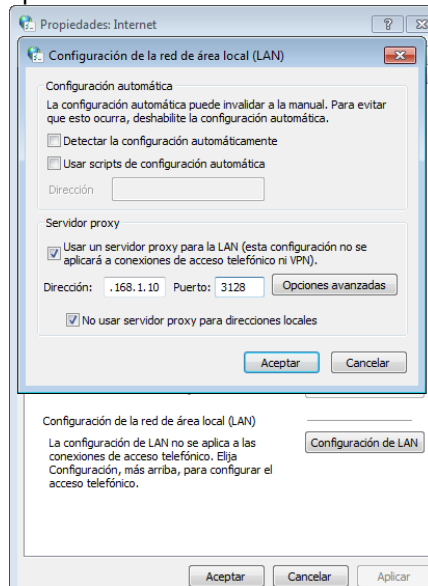 Propiedades: Internet
Configuración de la red de área local (LAN)
Configuración automática
La configuración automática puede invalidar a la manual. Para evitar
que esto ocurra, deshabilite la configuración automática.
Detectar la configuración automáticamente
Usar scripts de configuración automática
Dirección
Servidor proxy
Usar un servidor proxy para la LAN (esta configuración no se
aplicará a conexiones de acceso telefónico ni VPN).
Dirección: .168.1.10 Puerto: 3128 Opciones avanzadas
No usar servidor proxy para direcciones locales
Aceptar Cancelar
Configuración de la red de área local (LAN)
La configuración de LAN no se aplica a las
conexiones de acceso telefónico. Elija
Configuración, más arriba, para configurar el
acceso telefónico.
Configuración de LAN
Aceptar Cancelar Aplicar